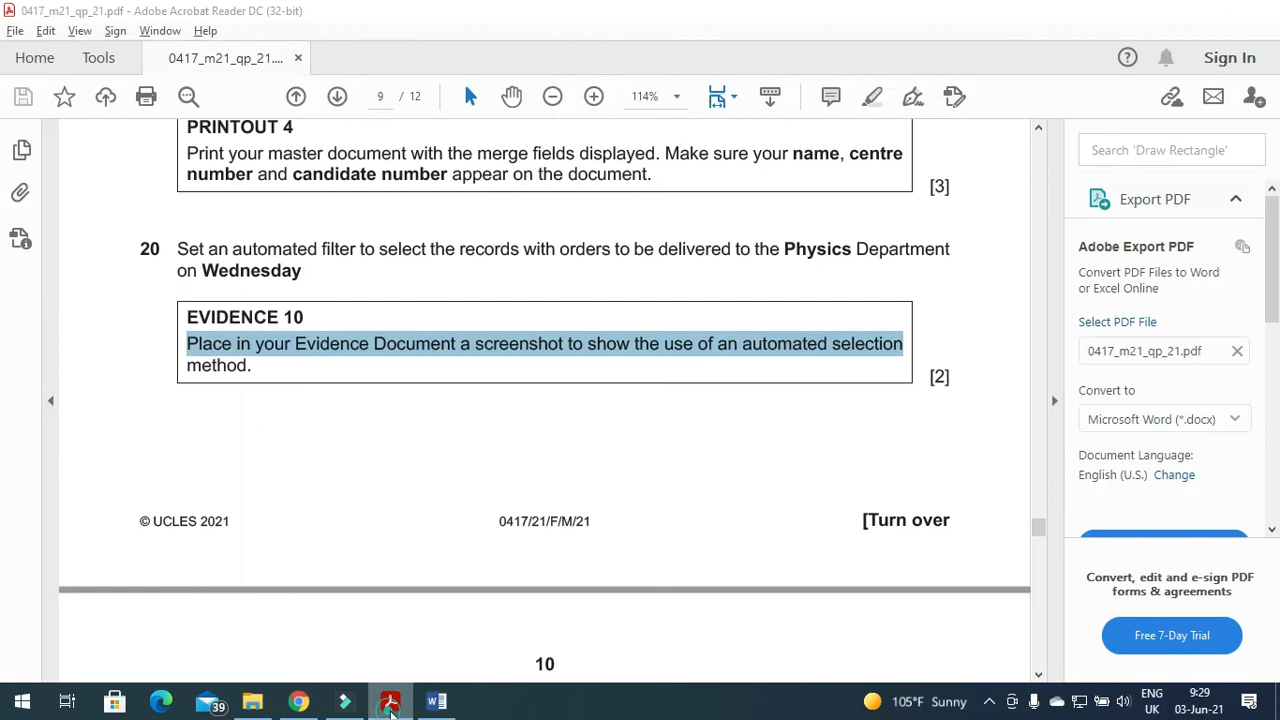 0417_m21_qp_21.pdf - Adobe Acrobat Reader DC (32-bit)
File Edit View Sign Window Help
Home Tools 0417_m21_qp_21.... × Sign In
9 / 12 114%
PRINTOUT 4
Print your master document with the merge fields displayed. Make sure your name, centre
number and candidate number appear on the document.
[3]
20 Set an automated filter to select the records with orders to be delivered to the Physics Department
on Wednesday
EVIDENCE 10
Place in your Evidence Document a screenshot to show the use of an automated selection
method.
[2]
© UCLES 2021 0417/21/F/M/21 [Turn over
10
Search 'Draw Rectangle'
Export PDF
Adobe Export PDF
Convert PDF Files to Word
or Excel Online
Select PDF File
0417_m21_qp_21.pdf
Convert to
Microsoft Word (*.docx)
Document Language:
English (U.S.) Change
Convert, edit and e-sign PDF
forms & agreements
Free 7-Day Trial
39
105°F Sunny
ENG
UK
9:29
03-Jun-21